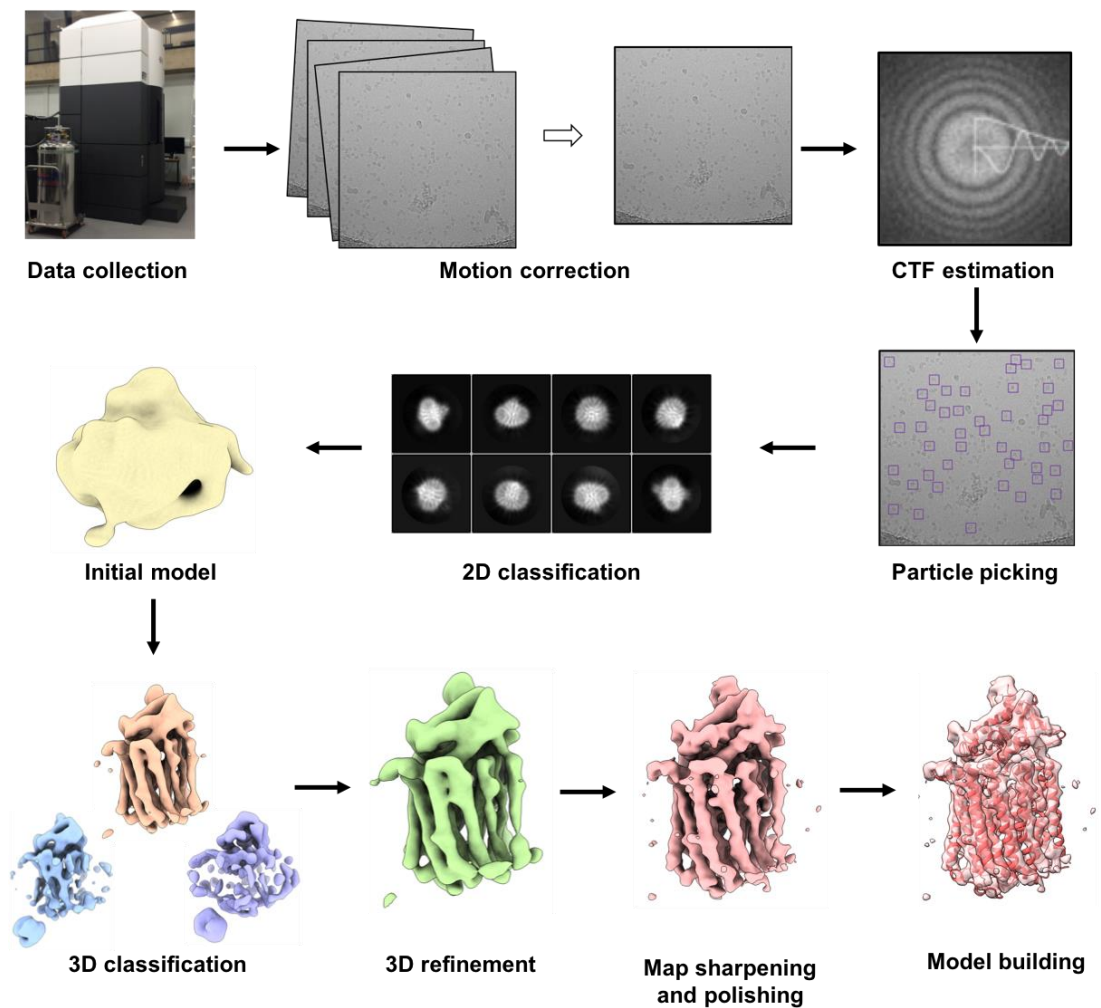 Data collection
Motion correction
CTF estimation
Initial model
2D classification
Particle picking
3D classification
3D refinement
Map sharpening
and polishing
Model building